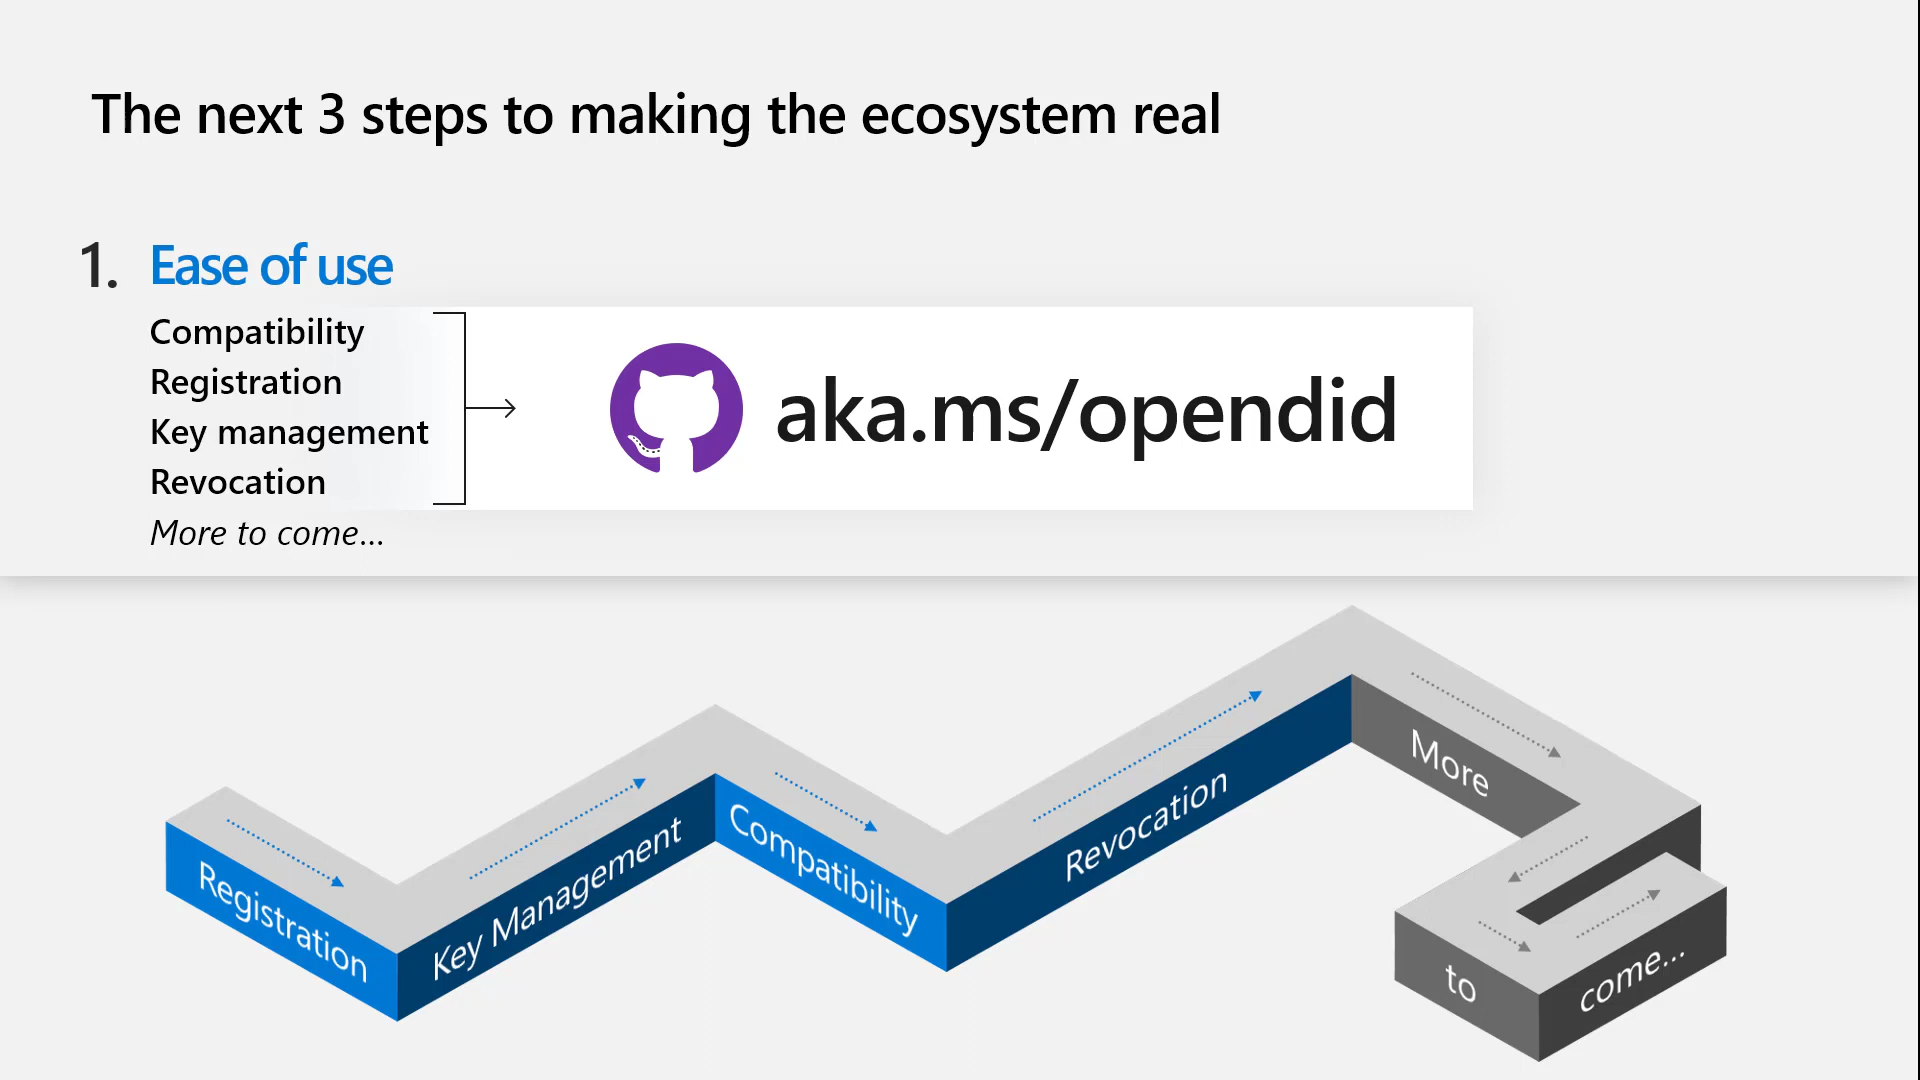 The next 3 steps to making the ecosystem real
1. Ease of use
Compatibility
Registration
Key management
Revocation
More to come...
aka.ms/opendid
Registration
Key Management
Compatibility
Revocation
More
to
come...